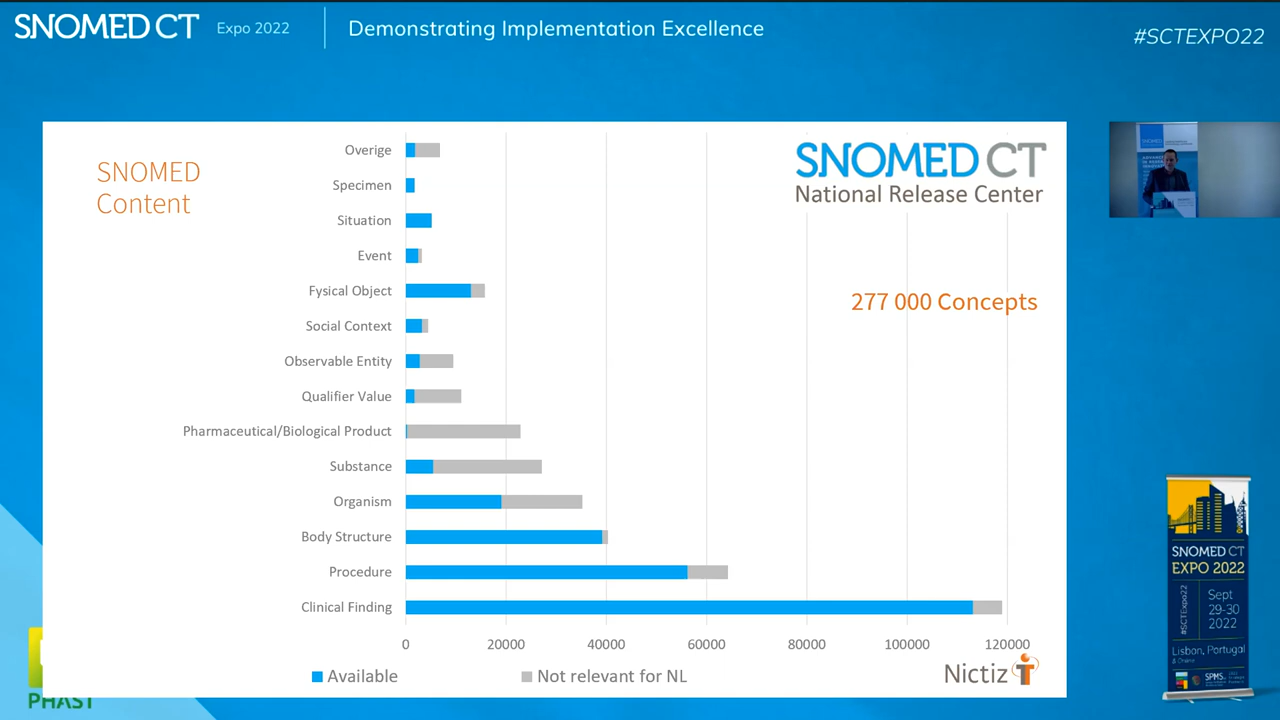 SNOMED CT Expo 2022 Demonstrating Implementation Excellence #SCTEXPO22
SNOMED
Content
SNOMED CT
National Release Center
277 000 Concepts
Overige
Specimen
Situation
Event
Fysical Object
Social Context
Observable Entity
Qualifier Value
Pharmaceutical/Biological Product
Substance
Organism
Body Structure
Procedure
Clinical Finding
0 20000 40000 60000 80000 100000 120000
Available Not relevant for NL
Nictiz
PHAST
SNOMED CT
EXPO 2022
#SCTExpo22
Sept
29-30
2022
Lisbon, Portugal
SPMS